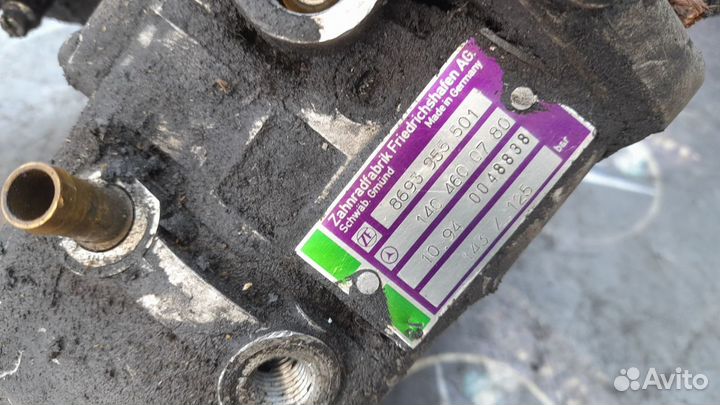 Zahnradfabrik Friedrichshafen AG.
Schwäb. Gmünd Made in Germany
ZF 8693 955 501
140 460 07 80
10.94 0048838
145 / 125 bar
Avito